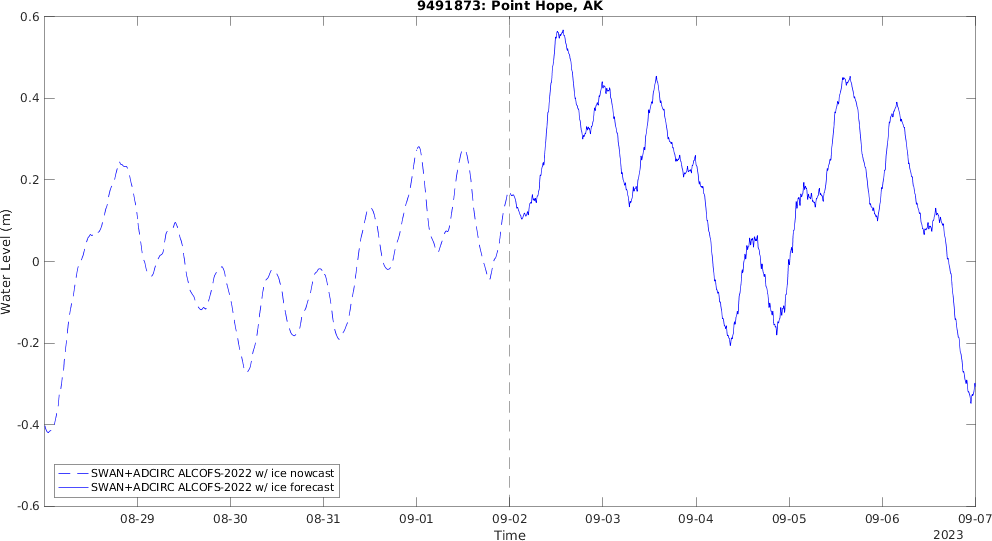 9491873: Point Hope, AK
0.6
0.4
0.2
0
-0.2
-0.4
-0.6
Water Level (m)
SWAN+ADCIRC ALCOFS-2022 w/ ice nowcast
SWAN+ADCIRC ALCOFS-2022 w/ ice forecast
08-29 08-30 08-31 09-01 09-02 09-03 09-04 09-05 09-06 09-07
Time
2023